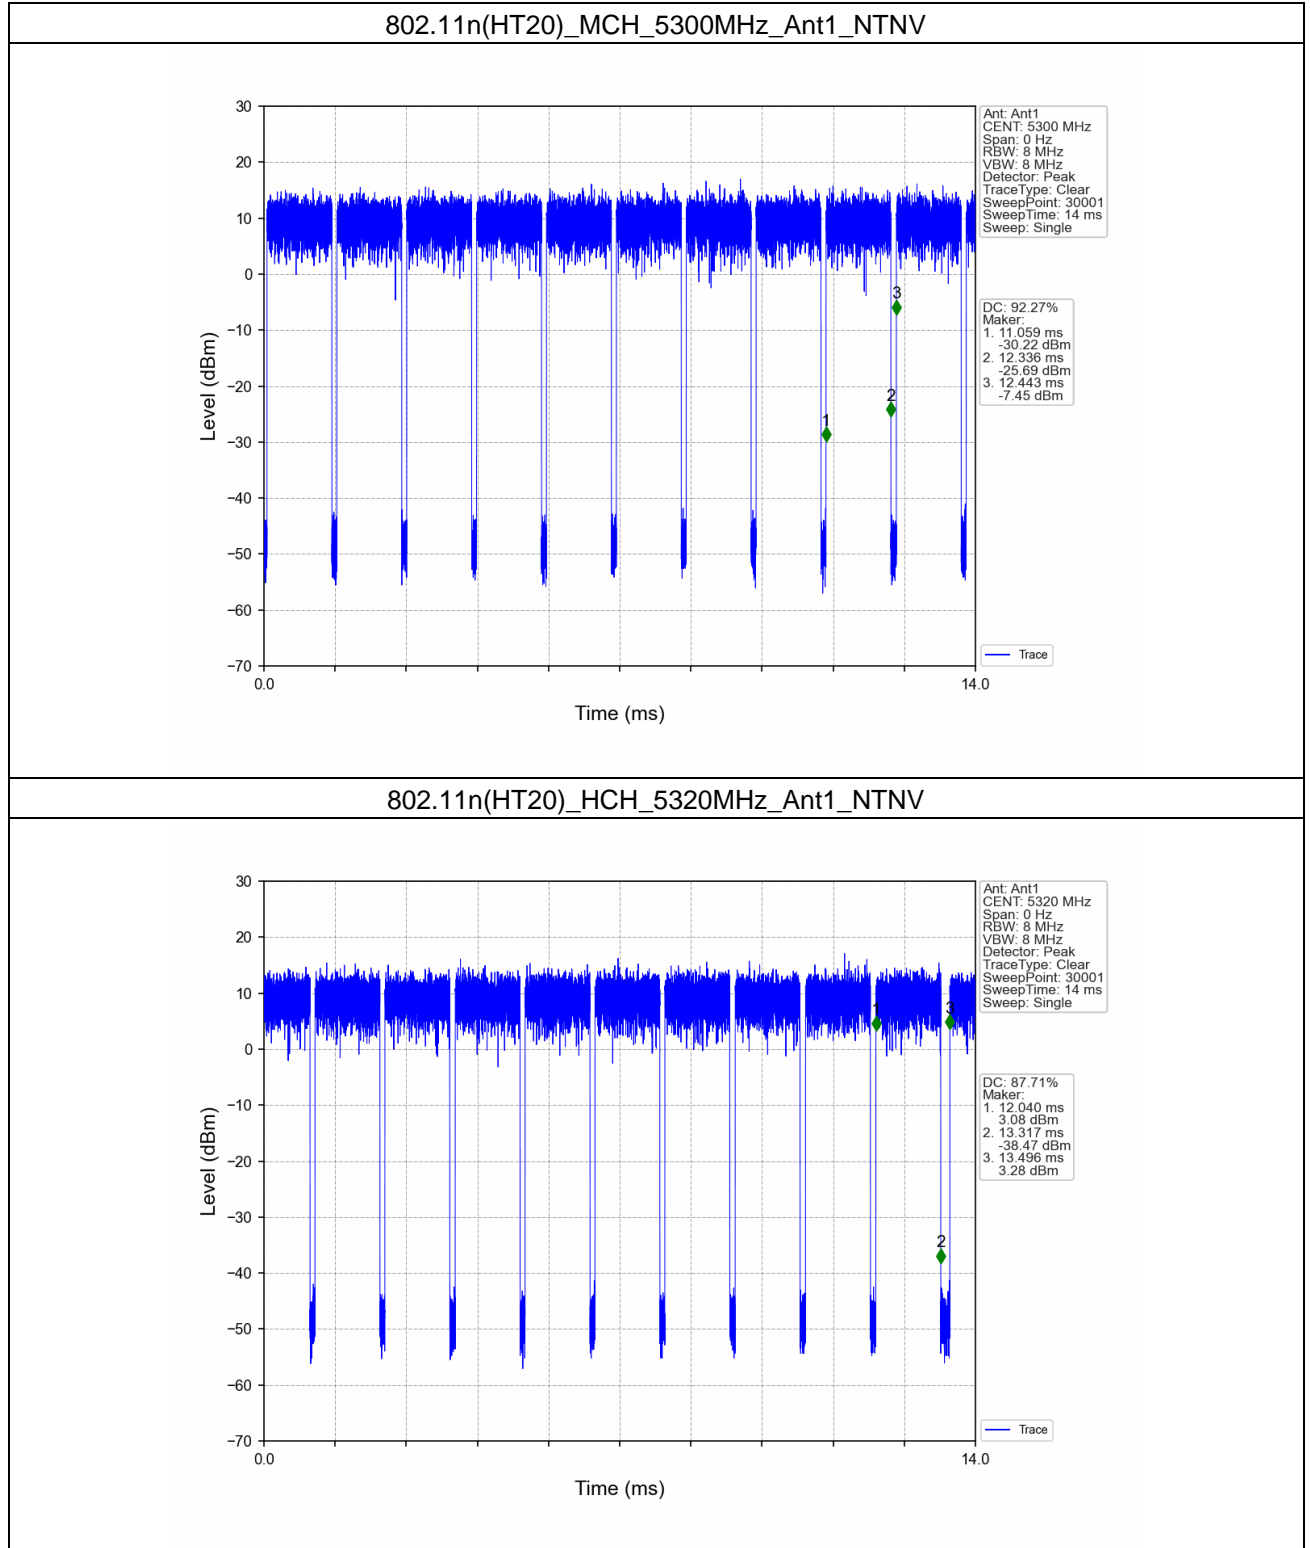 802.11n(HT20)_MCH_5300MHz_Ant1_NTNV
30
20
10
0
−10
−20
−30
−40
−50
−60
−70
Level (dBm)
0.0
14.0
Time (ms)
1
2
3
Ant: Ant1
CENT: 5300 MHz
Span: 0 Hz
RBW: 8 MHz
VBW: 8 MHz
Detector: Peak
TraceType: Clear
SweepPoint: 30001
SweepTime: 14 ms
Sweep: Single
DC: 92.27%
Maker:
1. 11.059 ms
-30.22 dBm
2. 12.336 ms
-25.69 dBm
3. 12.443 ms
-7.45 dBm
Trace
802.11n(HT20)_HCH_5320MHz_Ant1_NTNV
30
20
10
0
−10
−20
−30
−40
−50
−60
−70
Level (dBm)
0.0
14.0
Time (ms)
1
2
3
Ant: Ant1
CENT: 5320 MHz
Span: 0 Hz
RBW: 8 MHz
VBW: 8 MHz
Detector: Peak
TraceType: Clear
SweepPoint: 30001
SweepTime: 14 ms
Sweep: Single
DC: 87.71%
Maker:
1. 12.040 ms
3.08 dBm
2. 13.317 ms
-38.47 dBm
3. 13.496 ms
3.28 dBm
Trace